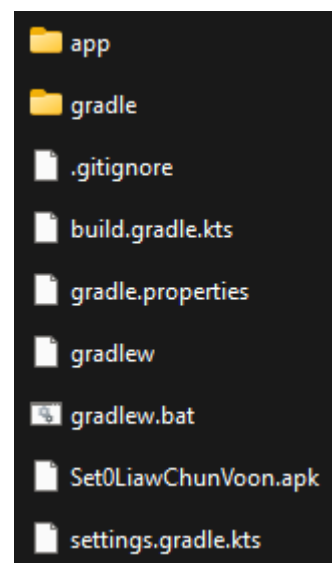 app
gradle
.gitignore
build.gradle.kts
gradle.properties
gradlew
gradlew.bat
Set0LiawChunVoon.apk
settings.gradle.kts